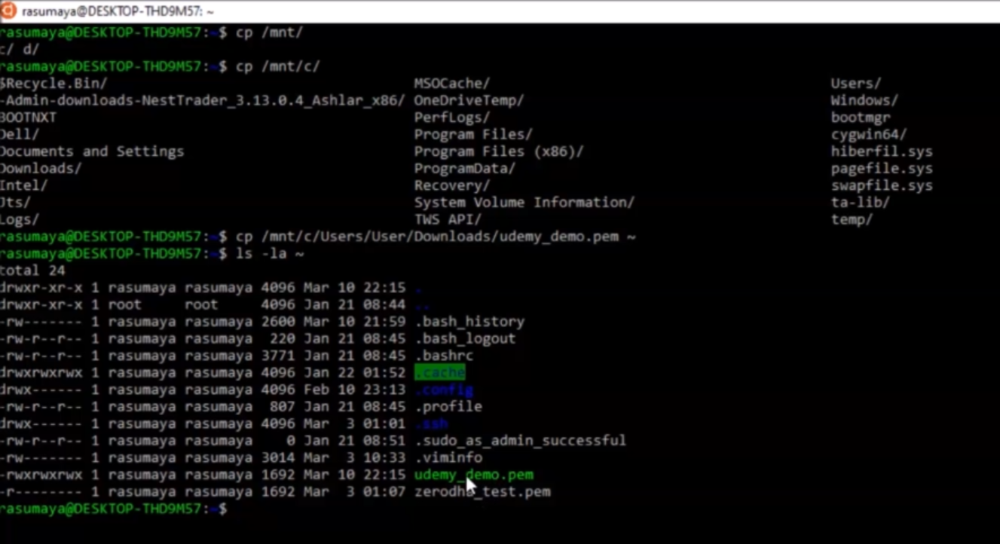 rasumaya@DESKTOP-THD9M57: ~
rasumaya@DESKTOP-THD9M57:~$ cp /mnt/
c/ d/
rasumaya@DESKTOP-THD9M57:~$ cp /mnt/c/
$Recycle.Bin/ MSOCache/ Users/
-Admin-downloads-NestTrader_3.13.0.4_Ashlar_x86/ OneDriveTemp/ Windows/
BOOTNXT PerfLogs/ bootmgr
Dell/ Program Files/ cygwin64/
Documents and Settings Program Files (x86)/ hiberfil.sys
Downloads/ ProgramData/ pagefile.sys
Intel/ Recovery/ swapfile.sys
Jts/ System Volume Information/ ta-lib/
Logs/ TWS API/ temp/
rasumaya@DESKTOP-THD9M57:~$ cp /mnt/c/Users/User/Downloads/udemy_demo.pem ~
rasumaya@DESKTOP-THD9M57:~$ ls -la ~
total 24
drwxr-xr-x 1 rasumaya rasumaya 4096 Mar 10 22:15 .
drwxr-xr-x 1 root root 4096 Jan 21 08:44 ..
-rw------- 1 rasumaya rasumaya 2600 Mar 10 21:59 .bash_history
-rw-r--r-- 1 rasumaya rasumaya 220 Jan 21 08:45 .bash_logout
-rw-r--r-- 1 rasumaya rasumaya 3771 Jan 21 08:45 .bashrc
drwxrwxrwx 1 rasumaya rasumaya 4096 Jan 22 01:52 .cache
drwx------ 1 rasumaya rasumaya 4096 Feb 10 23:13 .config
-rw-r--r-- 1 rasumaya rasumaya 807 Jan 21 08:45 .profile
drwx------ 1 rasumaya rasumaya 4096 Mar 3 01:01 .ssh
-rw-r--r-- 1 rasumaya rasumaya 0 Jan 21 08:51 .sudo_as_admin_successful
-rw------- 1 rasumaya rasumaya 3014 Mar 3 10:33 .viminfo
-rwxrwxrwx 1 rasumaya rasumaya 1692 Mar 10 22:15 udemy_demo.pem
-r-------- 1 rasumaya rasumaya 1692 Mar 3 01:07 zerodha_test.pem
rasumaya@DESKTOP-THD9M57:~$